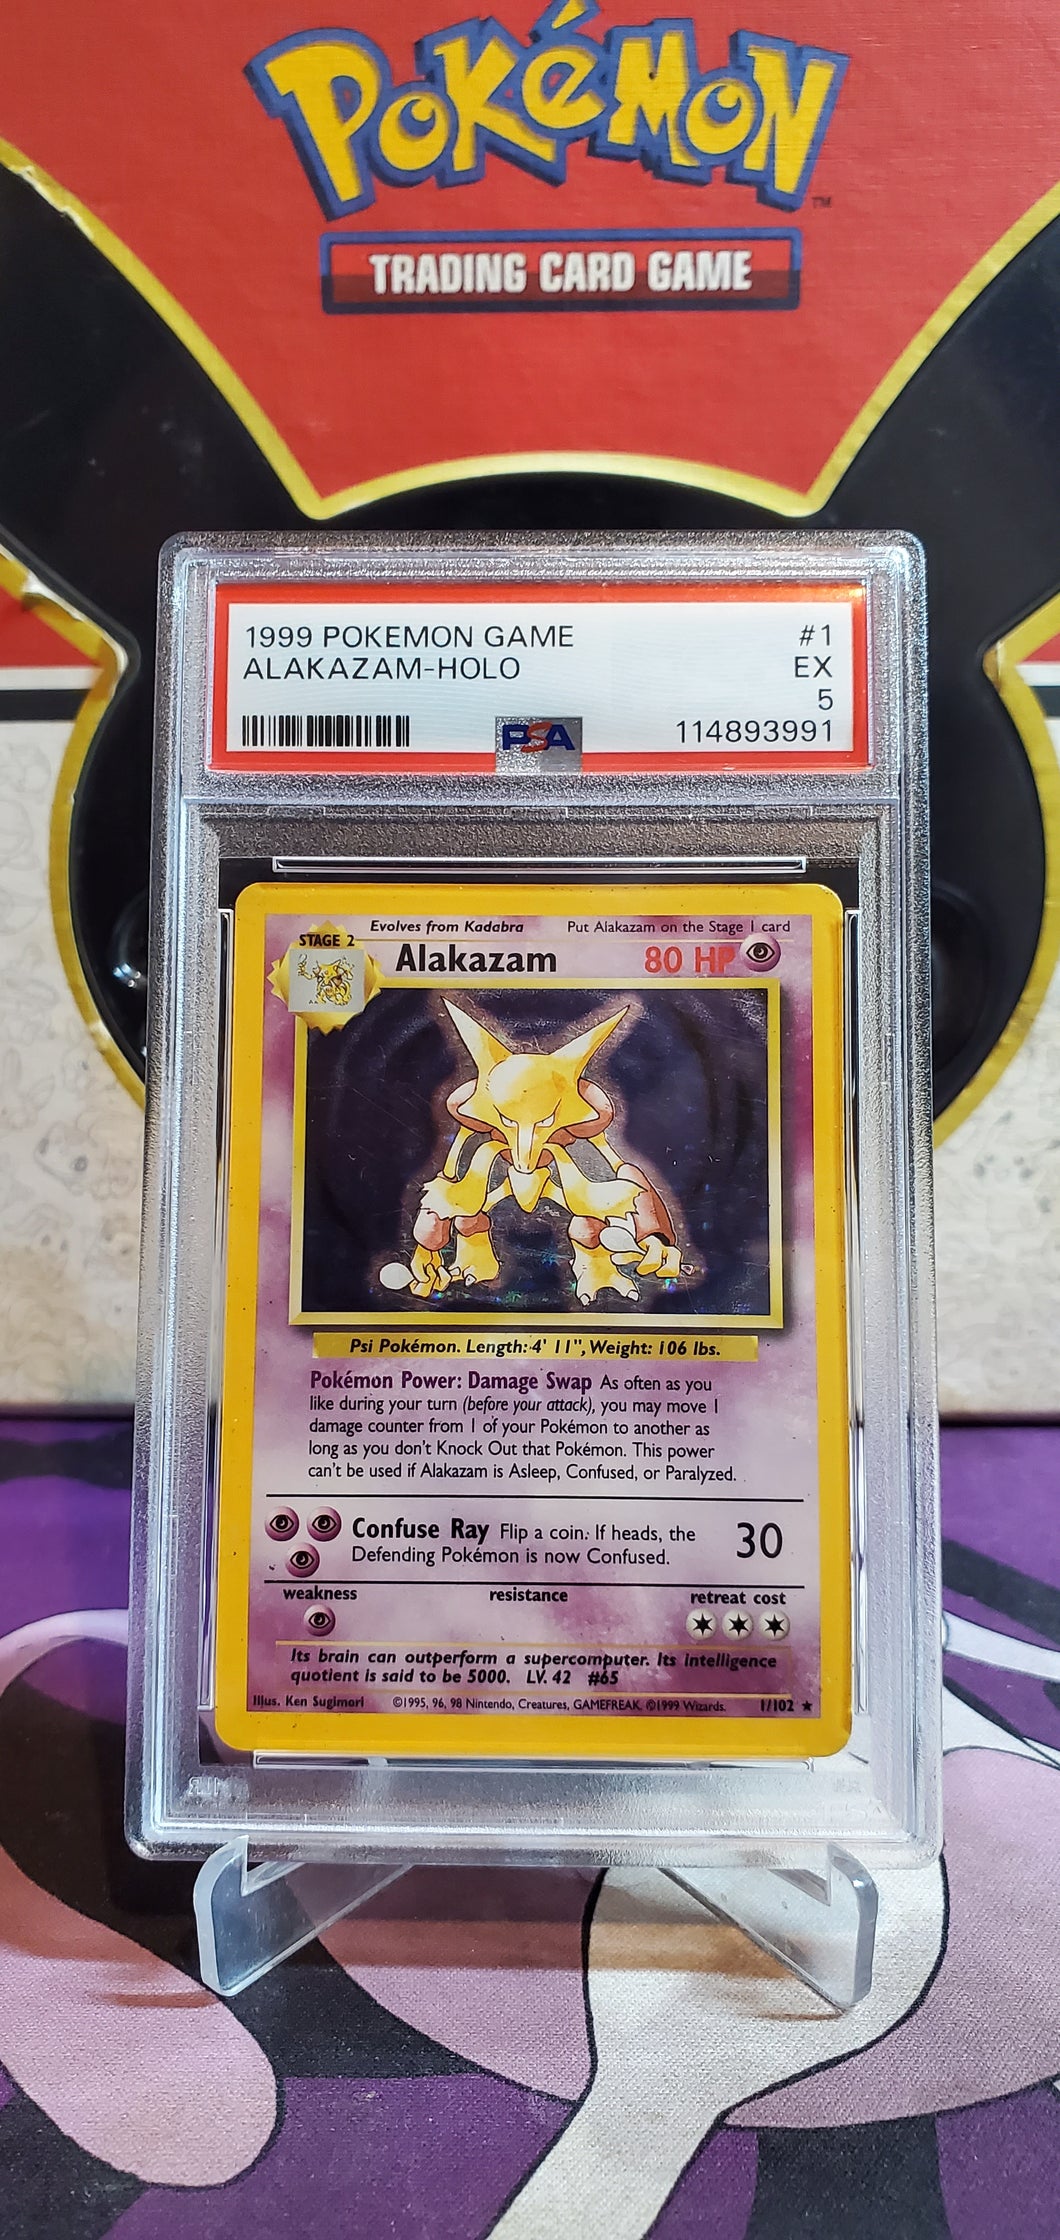 POKéMON
™
TRADING CARD GAME
1999 POKEMON GAME #1
ALAKAZAM-HOLO EX
5
PSA 114893991
Evolves from Kadabra Put Alakazam on the Stage 1 card
STAGE 2
Alakazam 80 HP
Psi Pokémon. Length: 4' 11", Weight: 106 lbs.
Pokémon Power: Damage Swap As often as you
like during your turn (before your attack), you may move 1
damage counter from 1 of your Pokémon to another as
long as you don't Knock Out that Pokémon. This power
can't be used if Alakazam is Asleep, Confused, or Paralyzed.
Confuse Ray Flip a coin. If heads, the 30
Defending Pokémon is now Confused.
weakness resistance retreat cost
Its brain can outperform a supercomputer. Its intelligence
quotient is said to be 5000. LV. 42 #65
Illus. Ken Sugimori ©1995, 96, 98 Nintendo, Creatures, GAMEFREAK. ©1999 Wizards. 1/102 ★